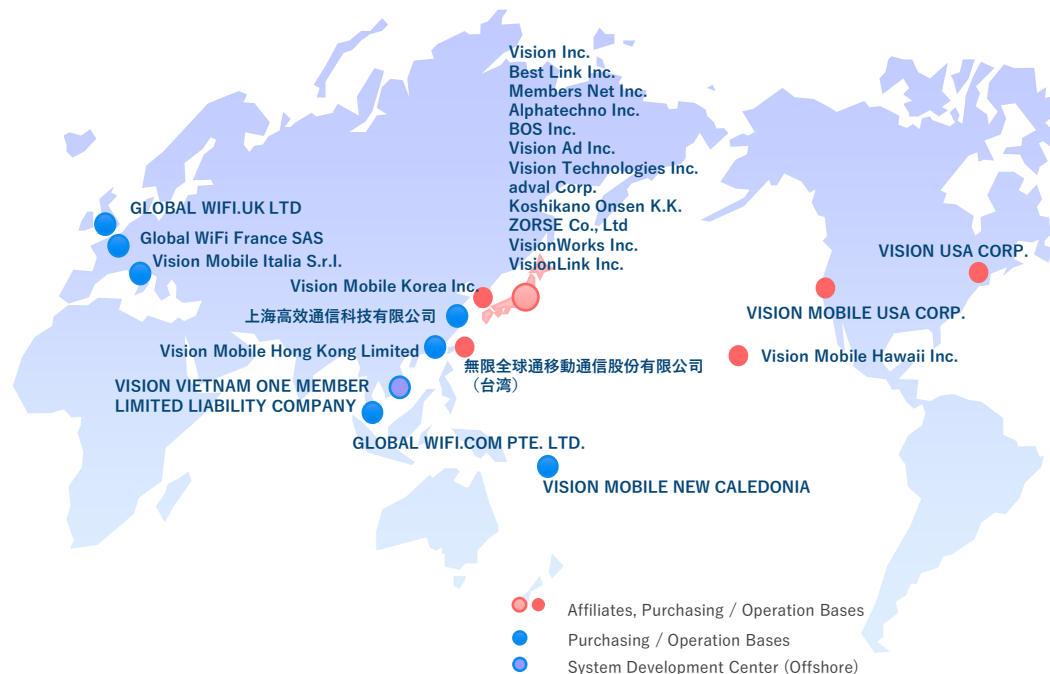 Vision Inc.
Best Link Inc.
Members Net Inc.
Alphatechno Inc.
BOS Inc.
Vision Ad Inc.
Vision Technologies Inc.
adval Corp.
Koshikano Onsen K.K.
ZORSE Co., Ltd
VisionWorks Inc.
VisionLink Inc.
GLOBAL WIFI.UK LTD
Global WiFi France SAS
Vision Mobile Italia S.r.l.
Vision Mobile Korea Inc.
上海高效通信科技有限公司
Vision Mobile Hong Kong Limited
無限全球通移動通信股份有限公司
（台湾）
VISION VIETNAM ONE MEMBER
LIMITED LIABILITY COMPANY
GLOBAL WIFI.COM PTE. LTD.
VISION MOBILE NEW CALEDONIA
VISION USA CORP.
VISION MOBILE USA CORP.
Vision Mobile Hawaii Inc.
Affiliates, Purchasing / Operation Bases
Purchasing / Operation Bases
System Development Center (Offshore)